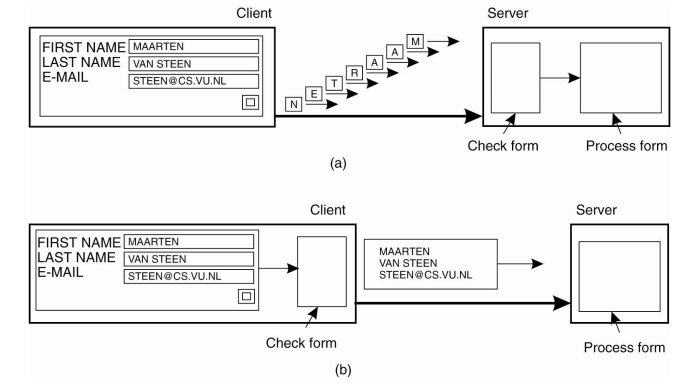 Client
Server
FIRST NAME MAARTEN
LAST NAME VAN STEEN
E-MAIL STEEN@CS.VU.NL
N E T R A A M
Check form
Process form
(a)
Client
Server
FIRST NAME MAARTEN
LAST NAME VAN STEEN
E-MAIL STEEN@CS.VU.NL
MAARTEN
VAN STEEN
STEEN@CS.VU.NL
Check form
Process form
(b)